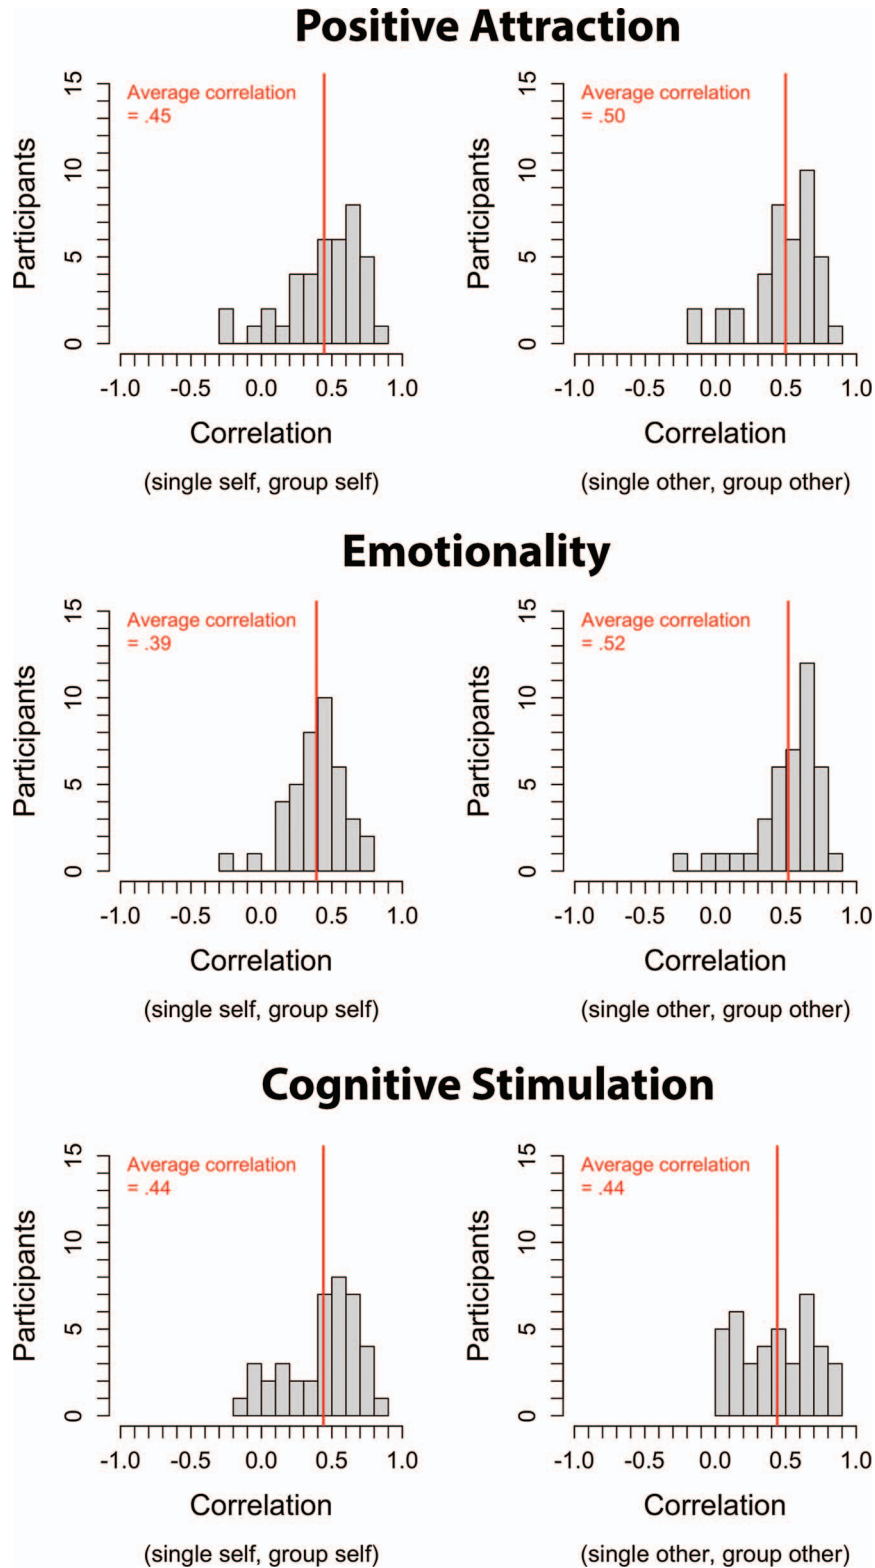 Positive Attraction
Average correlation
= .45
Participants
0
5
10
15
-1.0
-0.5
0.0
0.5
1.0
Correlation
(single self, group self)
Average correlation
= .50
Participants
0
5
10
15
-1.0
-0.5
0.0
0.5
1.0
Correlation
(single other, group other)
Emotionality
Average correlation
= .39
Participants
0
5
10
15
-1.0
-0.5
0.0
0.5
1.0
Correlation
(single self, group self)
Average correlation
= .52
Participants
0
5
10
15
-1.0
-0.5
0.0
0.5
1.0
Correlation
(single other, group other)
Cognitive Stimulation
Average correlation
= .44
Participants
0
5
10
15
-1.0
-0.5
0.0
0.5
1.0
Correlation
(single self, group self)
Average correlation
= .44
Participants
0
5
10
15
-1.0
-0.5
0.0
0.5
1.0
Correlation
(single other, group other)